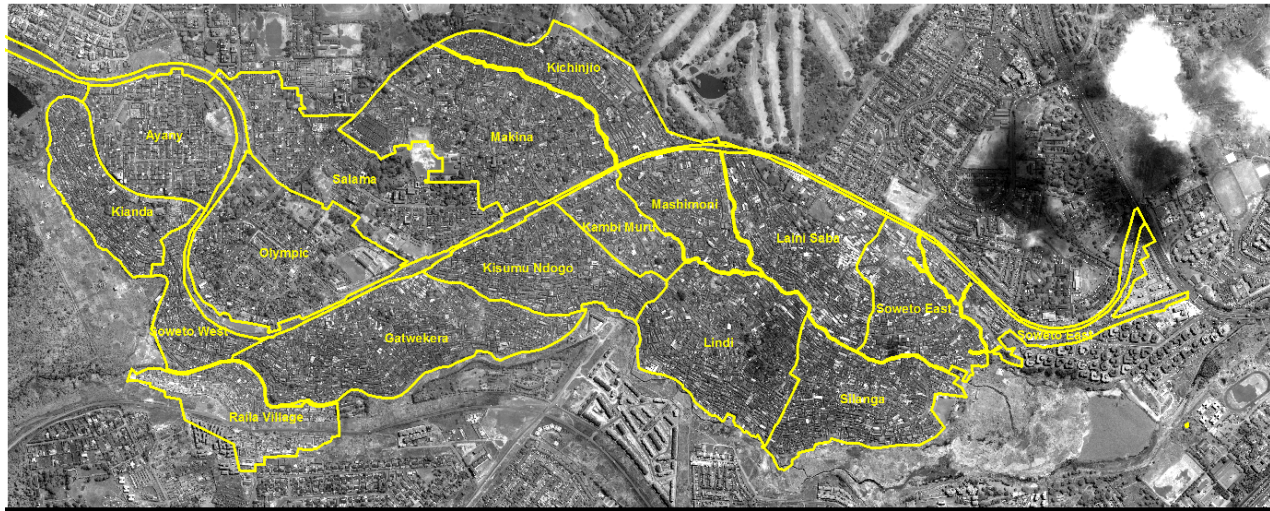 Kichinjio
Ayany
Makina
Salama
Kianda
Mashimoni
Kambi Muru
Laini Saba
Olympic
Kisumu Ndogo
Soweto West
Gatwekera
Soweto East
Soweto East
Lindi
Silanga
Raila Village